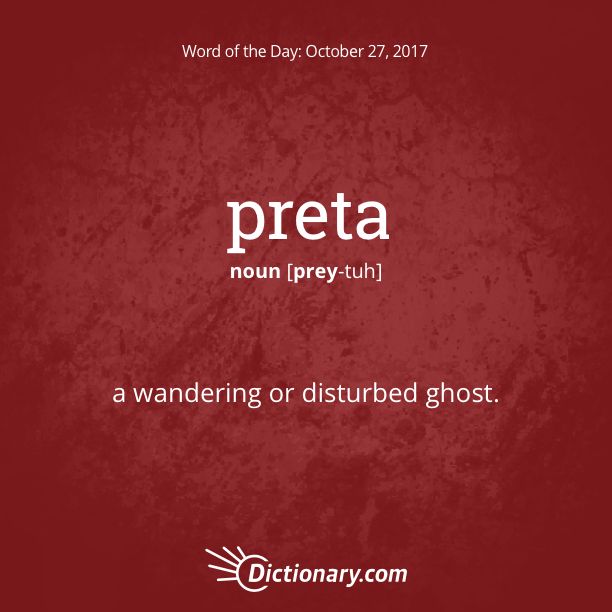 Word of the Day: October 27, 2017
preta
noun [prey-tuh]
a wandering or disturbed ghost.
Dictionary.com